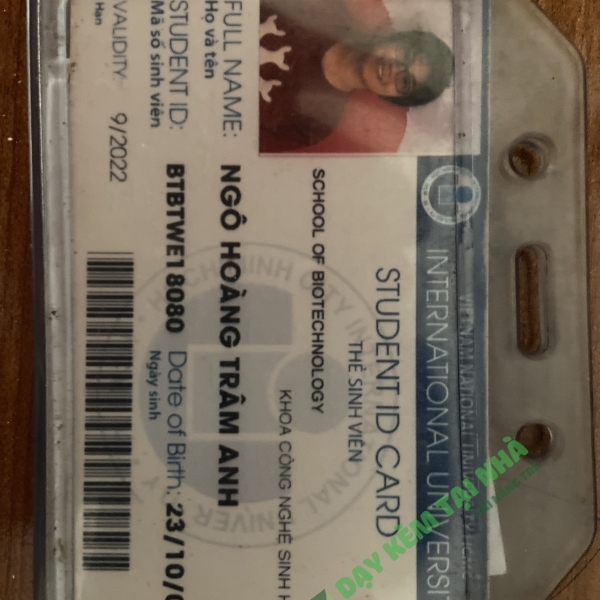 VIETNAM NATIONAL
INTERNATIONAL UNIVERSI
STUDENT ID CARD
THẺ SINH VIÊN
SCHOOL OF BIOTECHNOLOGY
KHOA CÔNG NGHỆ SINH H
FULL NAME: NGÔ HOÀNG TRÂM ANH
Họ và tên
STUDENT ID: BTBTWE18080 Date of Birth: 23/10/
Mã số sinh viên Ngày sinh
VALIDITY: 9/2022
Hạn
DẠY KÈM TẠI NHÀ